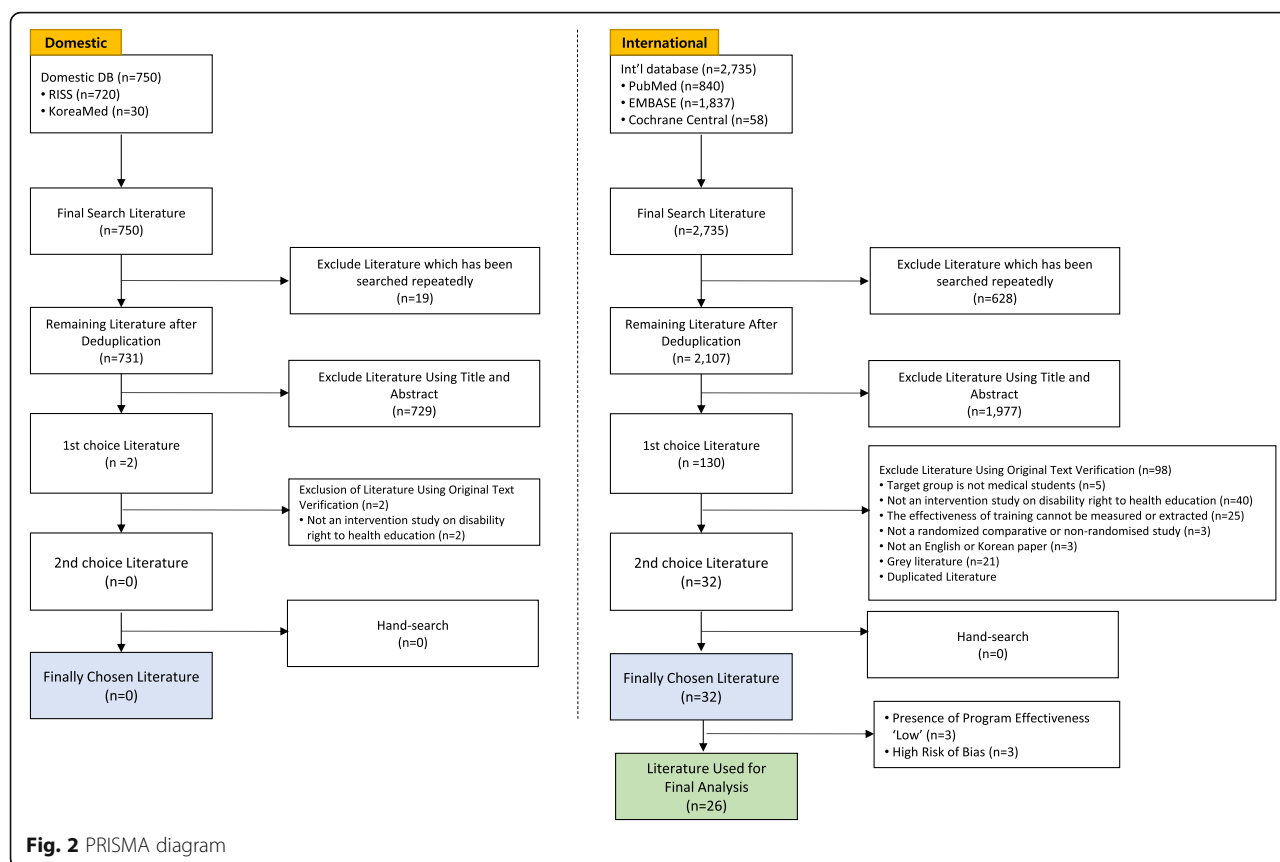 Domestic
Domestic DB (n=750)
• RISS (n=720)
• KoreaMed (n=30)
Final Search Literature
(n=750)
Exclude Literature which has been
searched repeatedly
(n=19)
Remaining Literature after
Deduplication
(n=731)
Exclude Literature Using Title and
Abstract
(n=729)
1st choice Literature
(n =2)
Exclusion of Literature Using Original Text
Verification (n=2)
• Not an intervention study on disability
right to health education (n=2)
2nd choice Literature
(n=0)
Hand-search
(n=0)
Finally Chosen Literature
(n=0)
International
Int'l database (n=2,735)
• PubMed (n=840)
• EMBASE (n=1,837)
• Cochrane Central (n=58)
Final Search Literature
(n=2,735)
Exclude Literature which has been
searched repeatedly
(n=628)
Remaining Literature After
Deduplication
(n= 2,107)
Exclude Literature Using Title and
Abstract
(n=1,977)
1st choice Literature
(n =130)
Exclude Literature Using Original Text Verification (n=98)
• Target group is not medical students (n=5)
• Not an intervention study on disability right to health education (n=40)
• The effectiveness of training cannot be measured or extracted (n=25)
• Not a randomized comparative or non-randomised study (n=3)
• Not an English or Korean paper (n=3)
• Grey literature (n=21)
• Duplicated Literature
2nd choice Literature
(n=32)
Hand-search
(n=0)
Finally Chosen Literature
(n=32)
• Presence of Program Effectiveness
'Low' (n=3)
• High Risk of Bias (n=3)
Literature Used for
Final Analysis
(n=26)
Fig. 2 PRISMA diagram